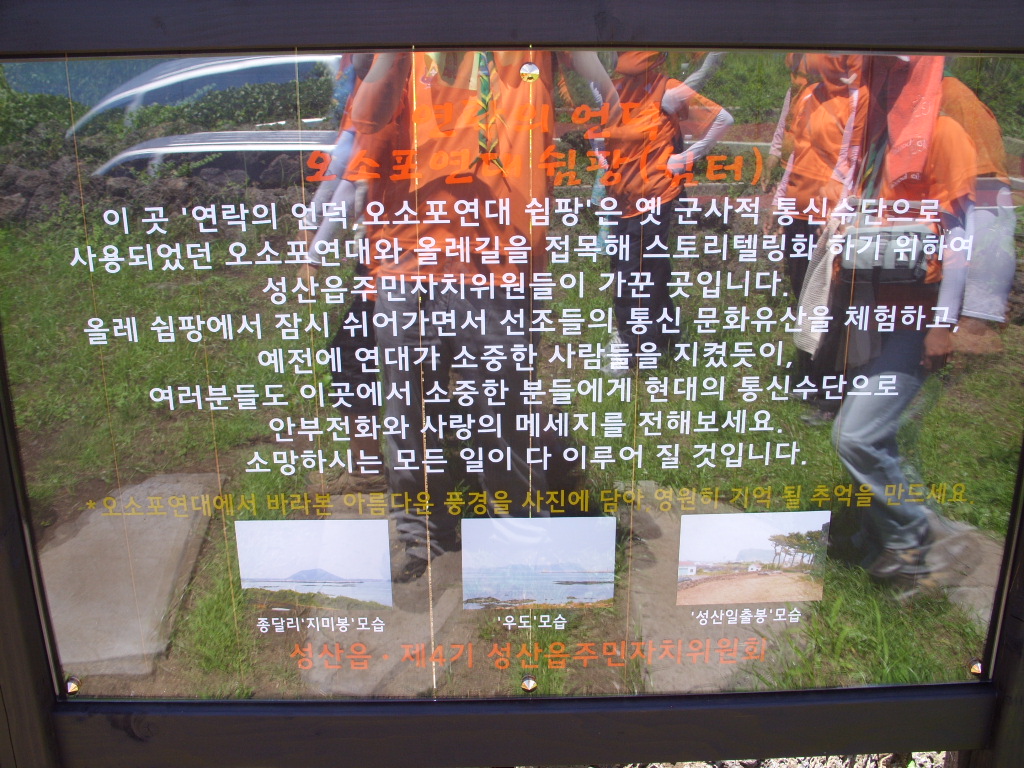 연락의 언덕
오소포연대 쉼팡(쉼터)
이 곳 '연락의 언덕,오소포연대 쉼팡'은 옛 군사적 통신수단으로
사용되었던 오소포연대와 올레길을 접목해 스토리텔링화 하기 위하여
성산읍주민자치위원들이 가꾼 곳입니다.
올레 쉼팡에서 잠시 쉬어가면서 선조들의 통신 문화유산을 체험하고,
예전에 연대가 소중한 사람들을 지켰듯이,
여러분들도 이곳에서 소중한 분들에게 현대의 통신수단으로
안부전화와 사랑의 메세지를 전해보세요.
소망하시는 모든 일이 다 이루어 질 것입니다.
*오소포연대에서 바라본 아름다운 풍경을 사진에 담아 영원히 기억 될 추억을 만드세요.
종달리'지미봉'모습
'우도'모습
'성산일출봉'모습
성산읍·제4기 성산읍주민자치위원회